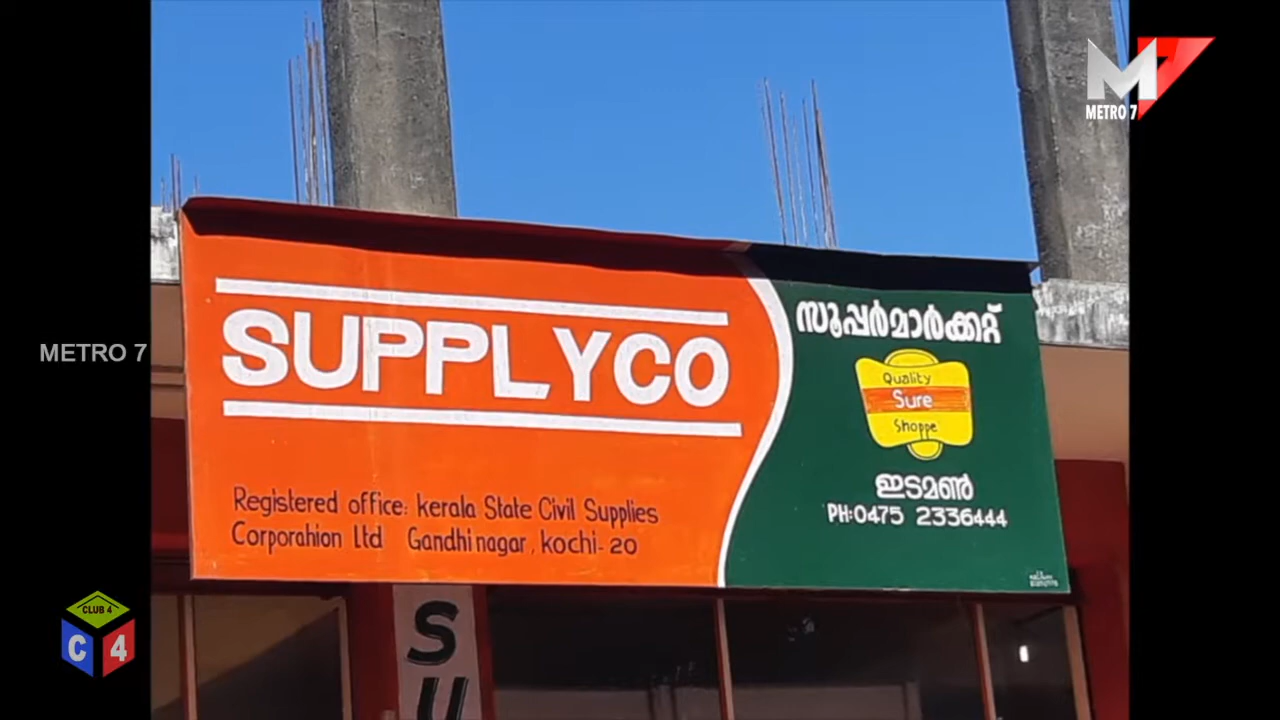 METRO 7
SUPPLYCO
Registered office: kerala State Civil Supplies
Corporahion Ltd Gandhinagar, kochi- 20
സൂപ്പർമാർക്കറ്റ്
Quality
Sure
Shoppe
ഇടമൺ
PH:0475 2336444
METRO 7
CLUB 4
C 4
S
U